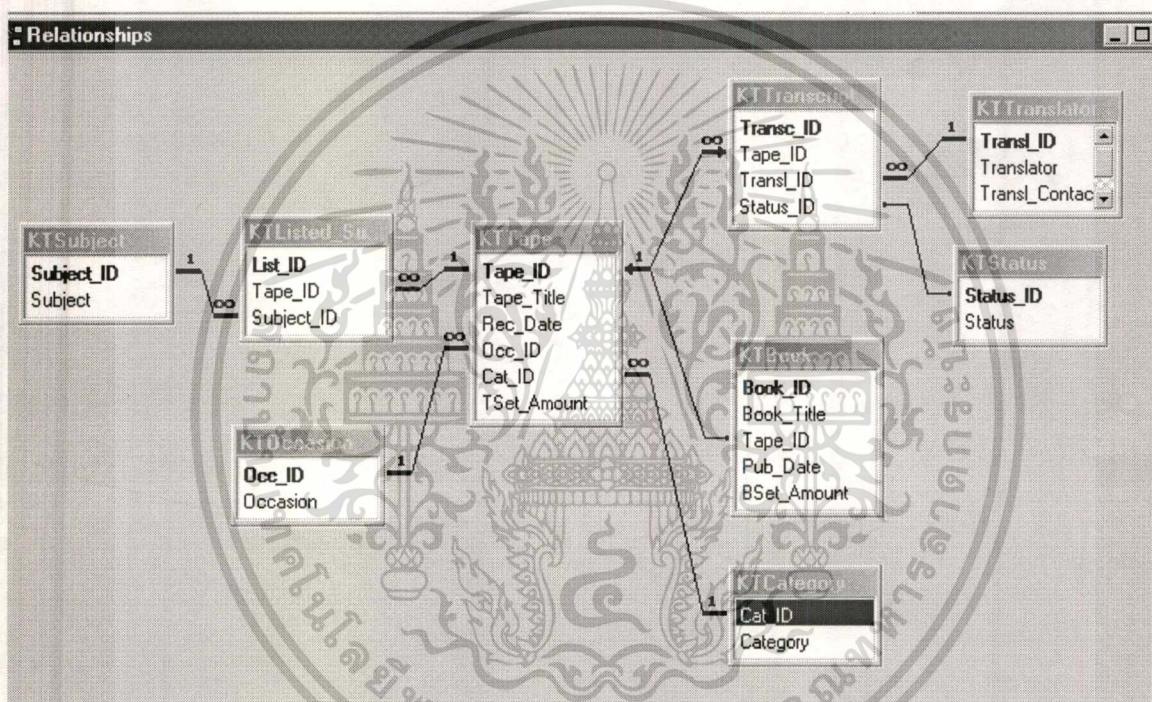 Relationships
KTSubject
Subject_ID
Subject
1
∞
KTListed_Su
List_ID
Tape_ID
Subject_ID
∞
1
KTOccasion
Occ_ID
Occasion
1
∞
KTTape
Tape_ID
Tape_Title
Rec_Date
Occ_ID
Cat_ID
TSet_Amount
1
∞
∞
KTTranscript
Transc_ID
Tape_ID
Transl_ID
Status_ID
∞
1
KTTranslator
Transl_ID
Translator
Transl_Contac
KTStatus
Status_ID
Status
KTBook
Book_ID
Book_Title
Tape_ID
Pub_Date
BSet_Amount
1
KTCategory
Cat_ID
Category